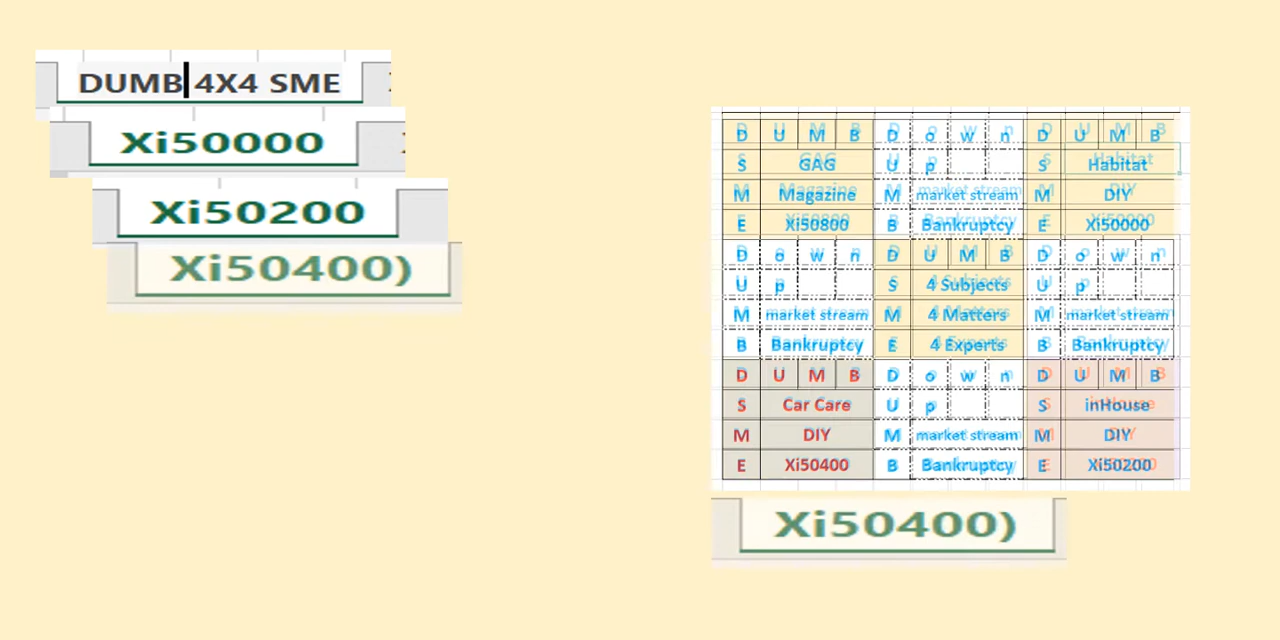 DUMB 4X4 SME
Xi50000
Xi50200
Xi50400)
D U M B D o w n D U M B
S GAG U p S Habitat
M Magazine M market stream M DIY
E Xi50800 B Bankruptcy E Xi50000
D o w n D U M B D o w n
U p S 4 Subjects U p
M market stream M 4 Matters M market stream
B Bankruptcy E 4 Experts B Bankruptcy
D U M B D o w n D U M B
S Car Care U p S inHouse
M DIY M market stream M DIY
E Xi50400 B Bankruptcy E Xi50200
Xi50400)